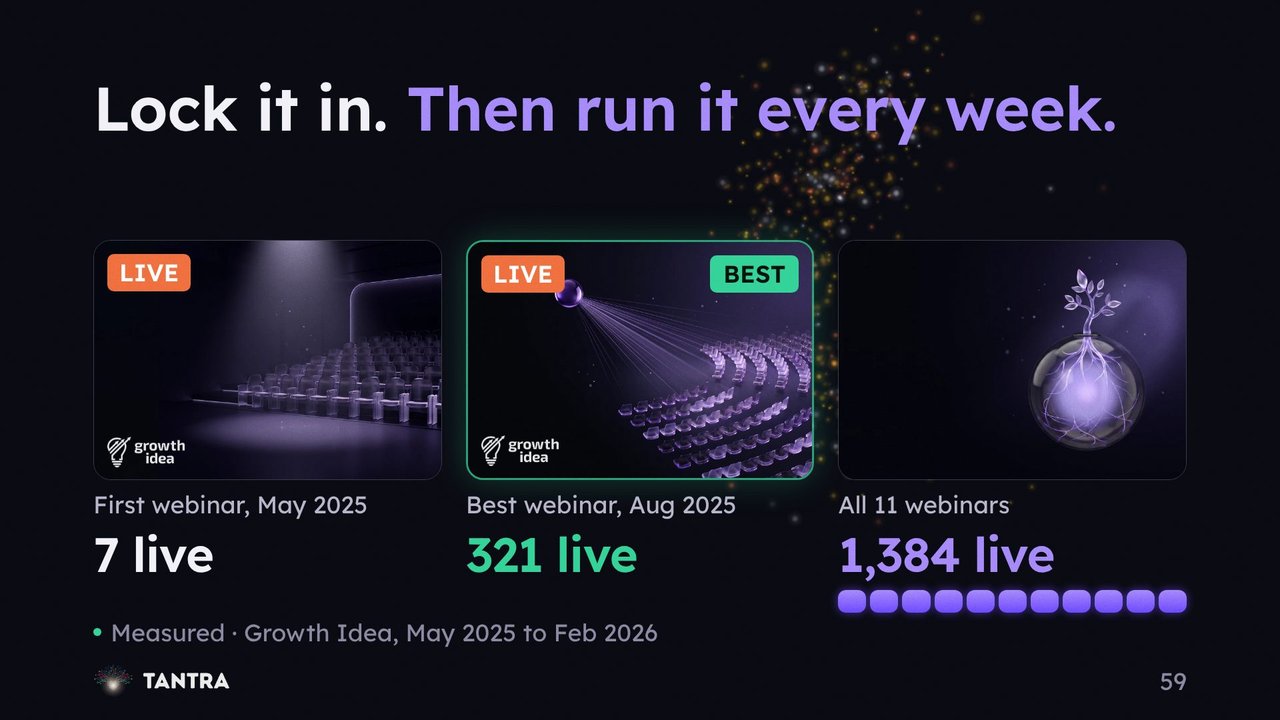 Lock it in. Then run it every week.
LIVE
growth
idea
LIVE
BEST
growth
idea
First webinar, May 2025
7 live
Best webinar, Aug 2025
321 live
All 11 webinars
1,384 live
Measured · Growth Idea, May 2025 to Feb 2026
TANTRA
59